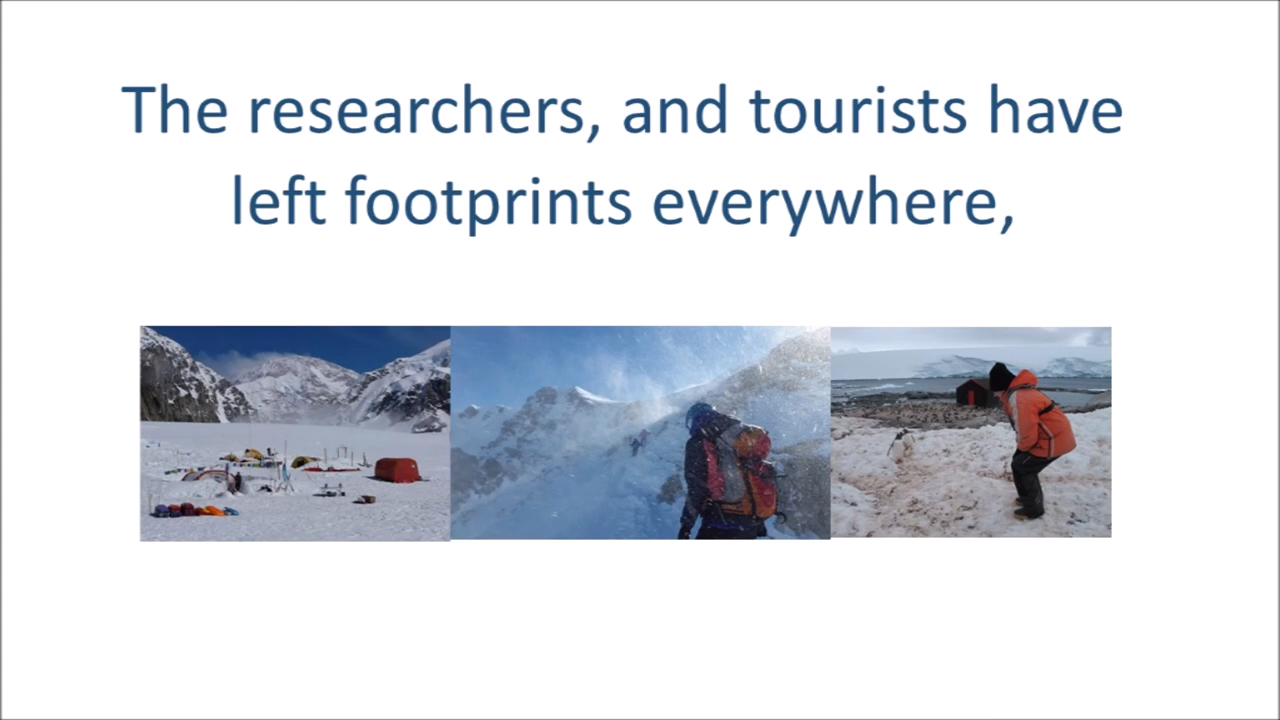 The researchers, and tourists have
left footprints everywhere,